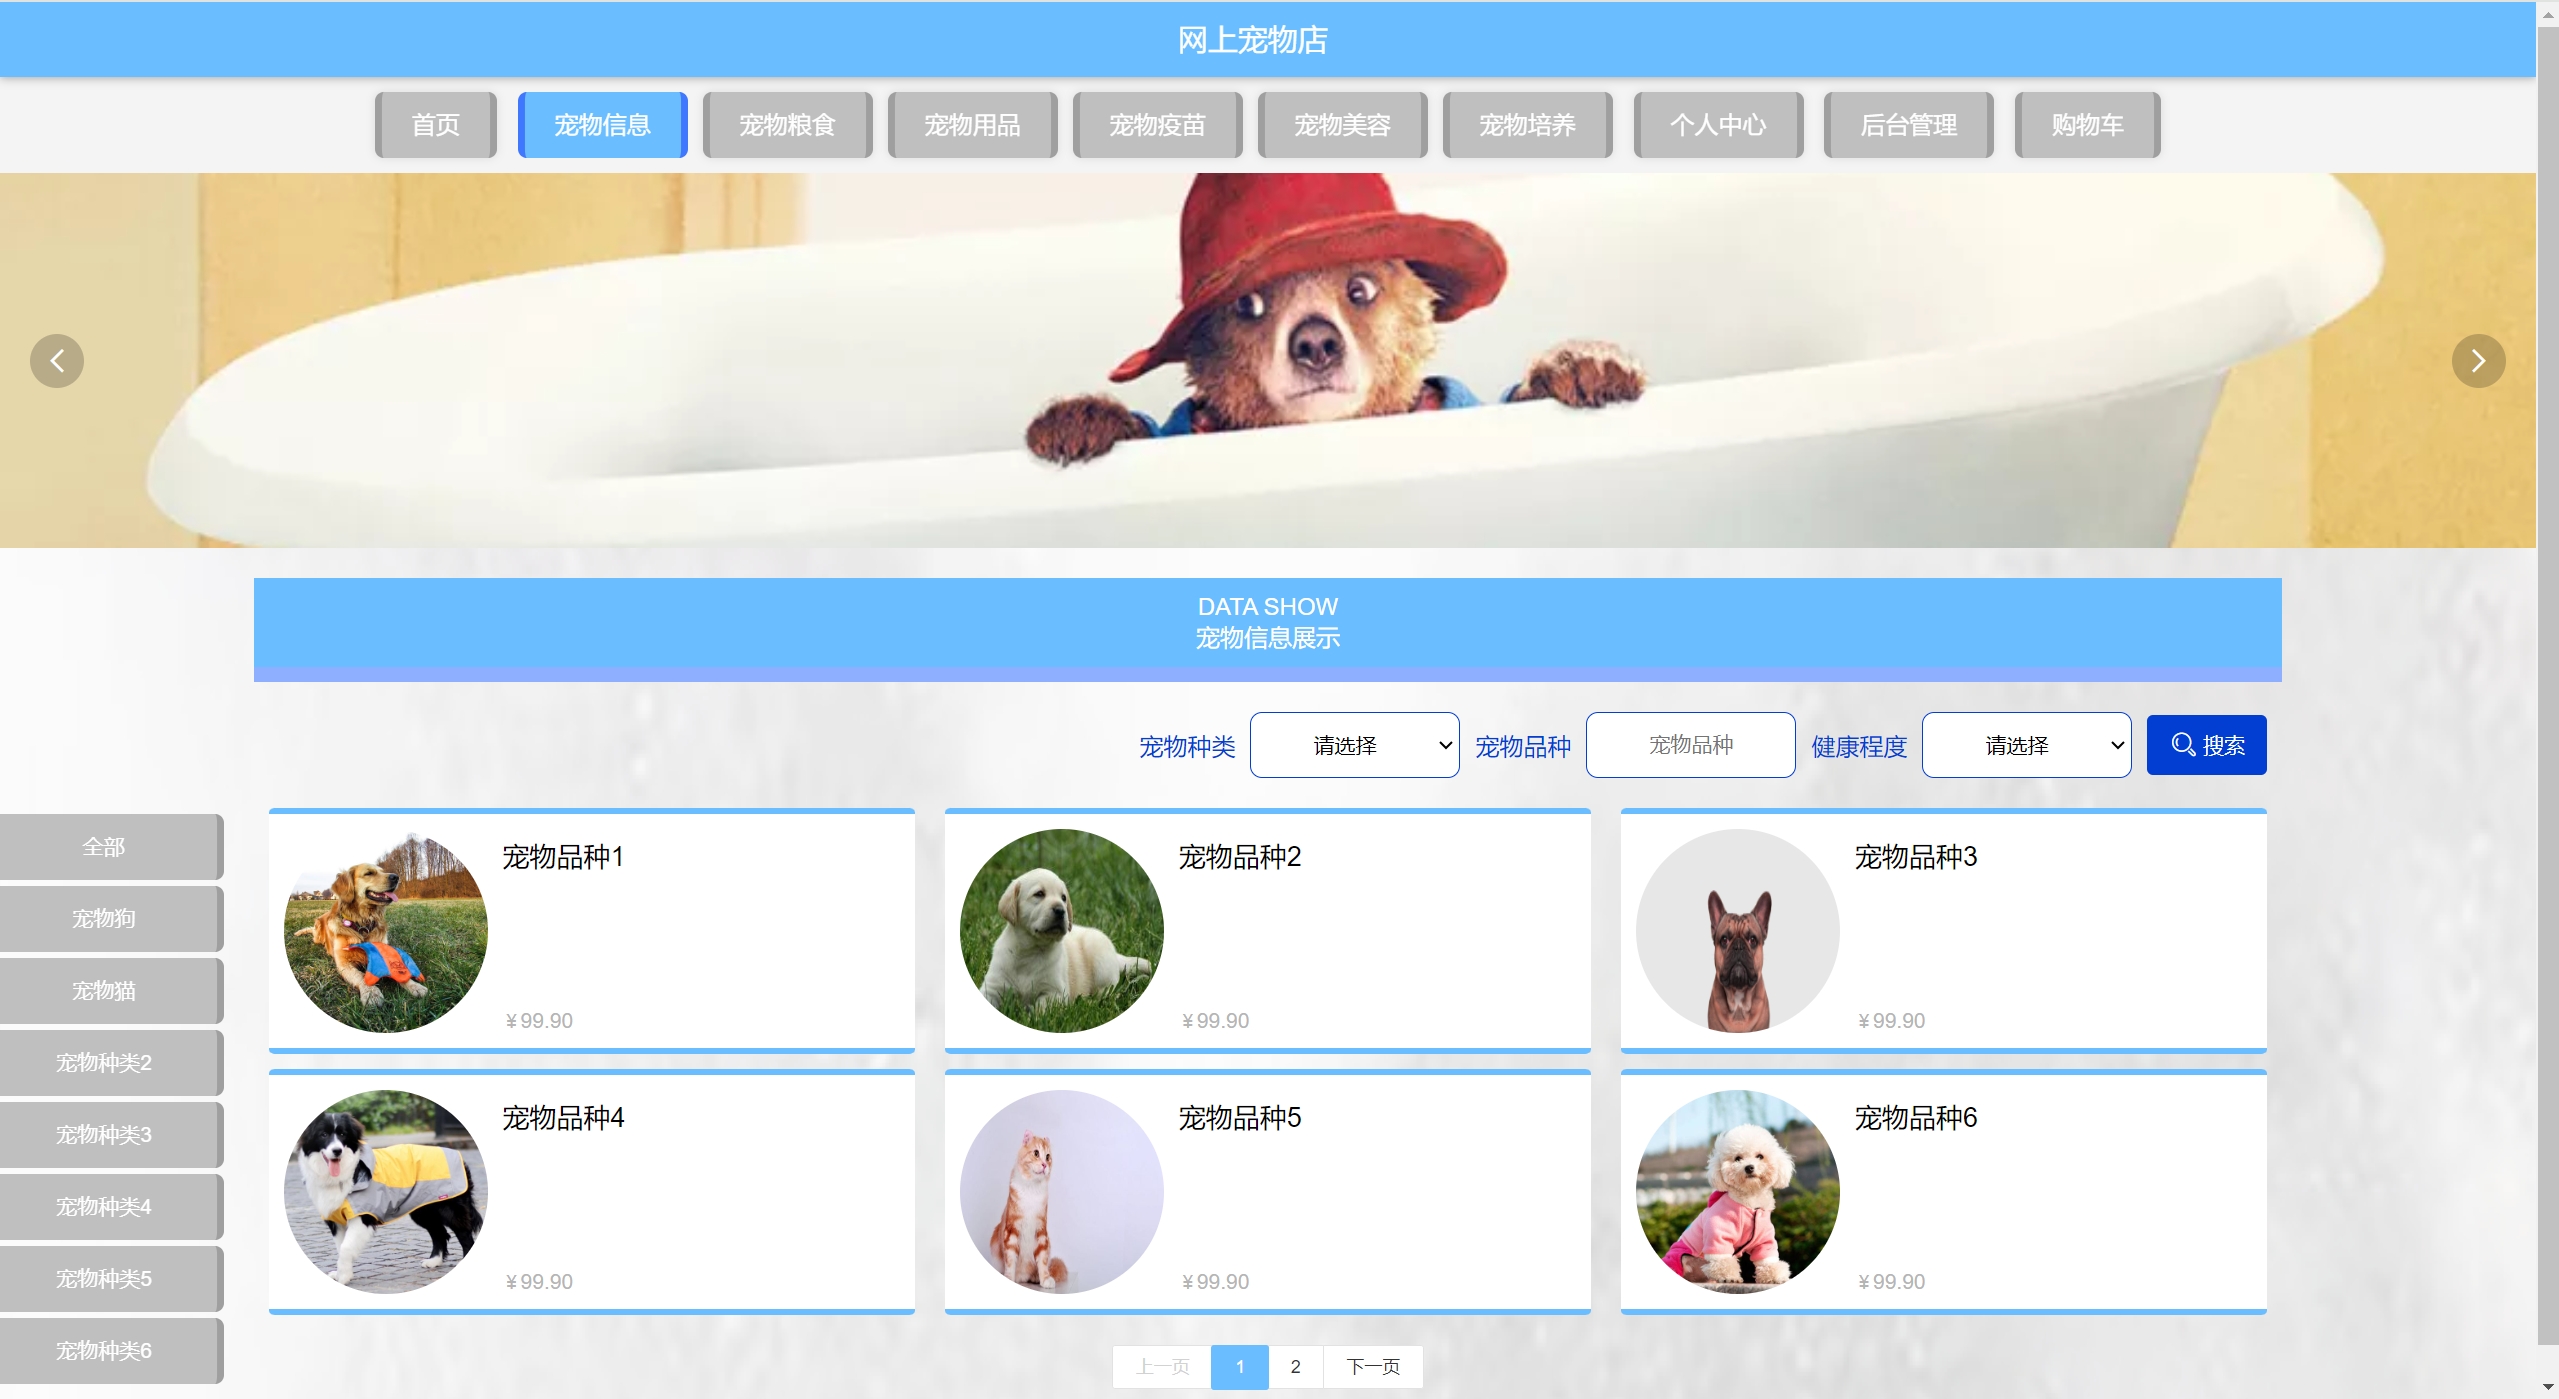 网上宠物店
首页 宠物信息 宠物粮食 宠物用品 宠物疫苗 宠物美容 宠物培养 个人中心 后台管理 购物车
DATA SHOW
宠物信息展示
宠物种类 请选择 宠物品种 宠物品种 健康程度 请选择 搜索
全部
宠物狗
宠物猫
宠物种类2
宠物种类3
宠物种类4
宠物种类5
宠物种类6
宠物品种1
¥ 99.90
宠物品种2
¥ 99.90
宠物品种3
¥ 99.90
宠物品种4
¥ 99.90
宠物品种5
¥ 99.90
宠物品种6
¥ 99.90
上一页 1 2 下一页